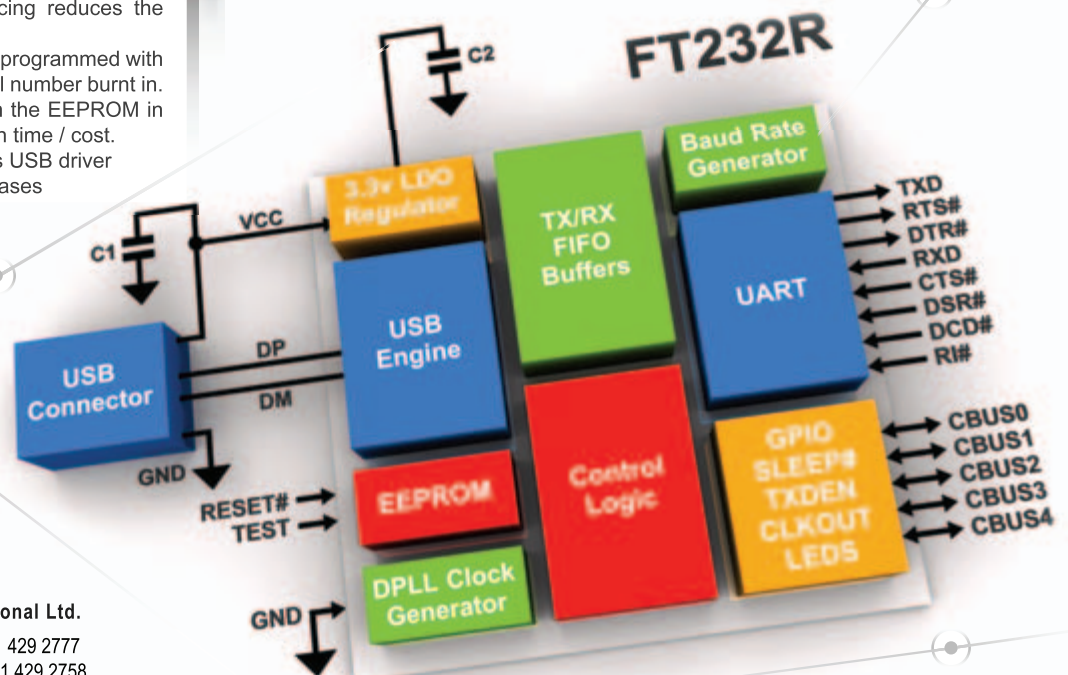 cing reduces the
programmed with
l number burnt in.
the EEPROM in
time / cost.
USB driver
ases
FT232R
C2
3.3v LDO
Regulator
TX/RX
FIFO
Buffers
Baud Rate
Generator
VCC
C1
USB
Connector
DP
DM
GND
USB
Engine
UART
TXD
RTS#
DTR#
RXD
CTS#
DSR#
DCD#
RI#
RESET#
TEST
EEPROM
Control
Logic
GPIO
SLEEP#
TXDEN
CLKOUT
LEDS
CBUS0
CBUS1
CBUS2
CBUS3
CBUS4
DPLL Clock
Generator
GND
onal Ltd.
429 2777
1 429 2758